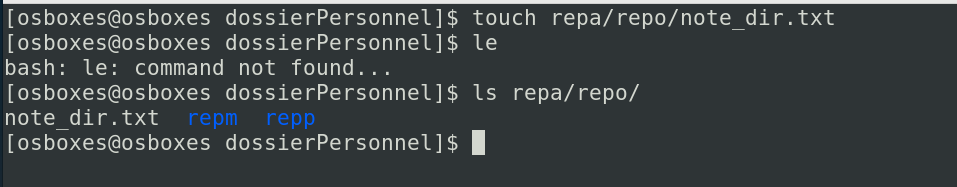 [osboxes@osboxes dossierPersonnel]$ touch repa/repo/note_dir.txt
[osboxes@osboxes dossierPersonnel]$ le
bash: le: command not found...
[osboxes@osboxes dossierPersonnel]$ ls repa/repo/
note_dir.txt  repm  repp
[osboxes@osboxes dossierPersonnel]$